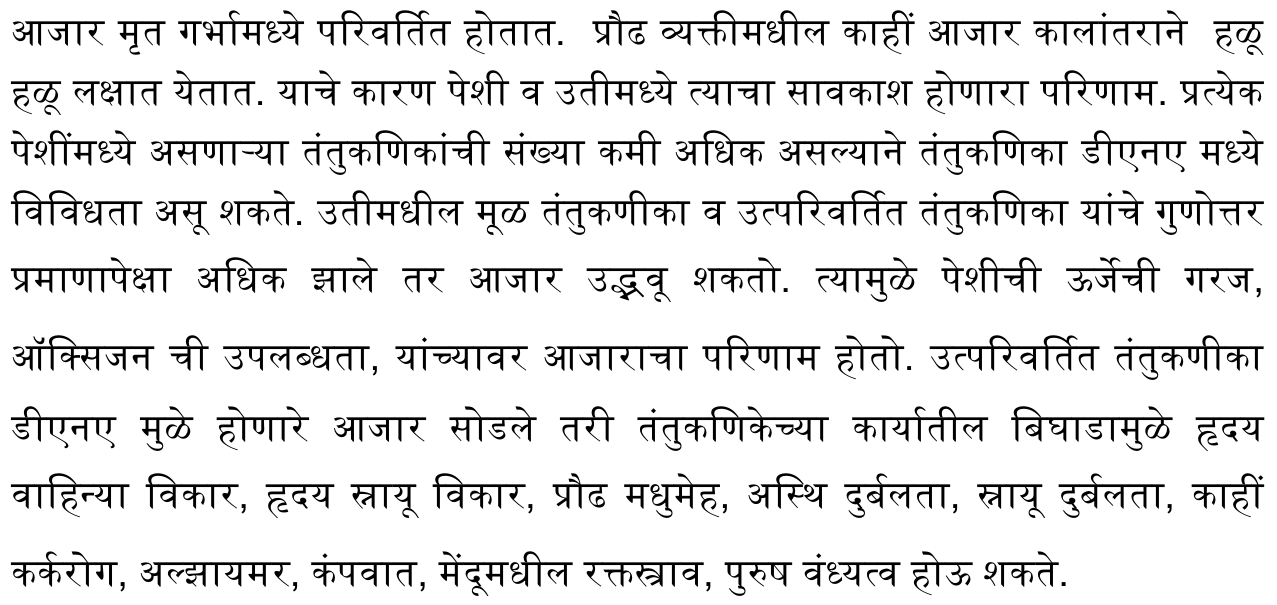 आजार मृत गर्भामध्ये परिवर्तित होतात. प्रौढ व्यक्तीमधील काहीं आजार कालांतराने हळू
हळू लक्षात येतात. याचे कारण पेशी व उतीमध्ये त्याचा सावकाश होणारा परिणाम. प्रत्येक
पेशींमध्ये असणाऱ्या तंतुकणिकांची संख्या कमी अधिक असल्याने तंतुकणिका डीएनए मध्ये
विविधता असू शकते. उतीमधील मूळ तंतुकणीका व उत्परिवर्तित तंतुकणिका यांचे गुणोत्तर
प्रमाणापेक्षा अधिक झाले तर आजार उद्भवू शकतो. त्यामुळे पेशीची ऊर्जेची गरज,
ऑक्सिजन ची उपलब्धता, यांच्यावर आजाराचा परिणाम होतो. उत्परिवर्तित तंतुकणीका
डीएनए मुळे होणारे आजार सोडले तरी तंतुकणिकेच्या कार्यातील बिघाडामुळे हृदय
वाहिन्या विकार, हृदय स्नायू विकार, प्रौढ मधुमेह, अस्थि दुर्बलता, स्नायू दुर्बलता, काहीं
कर्करोग, अल्झायमर, कंपवात, मेंदूमधील रक्तस्त्राव, पुरुष वंध्यत्व होऊ शकते.